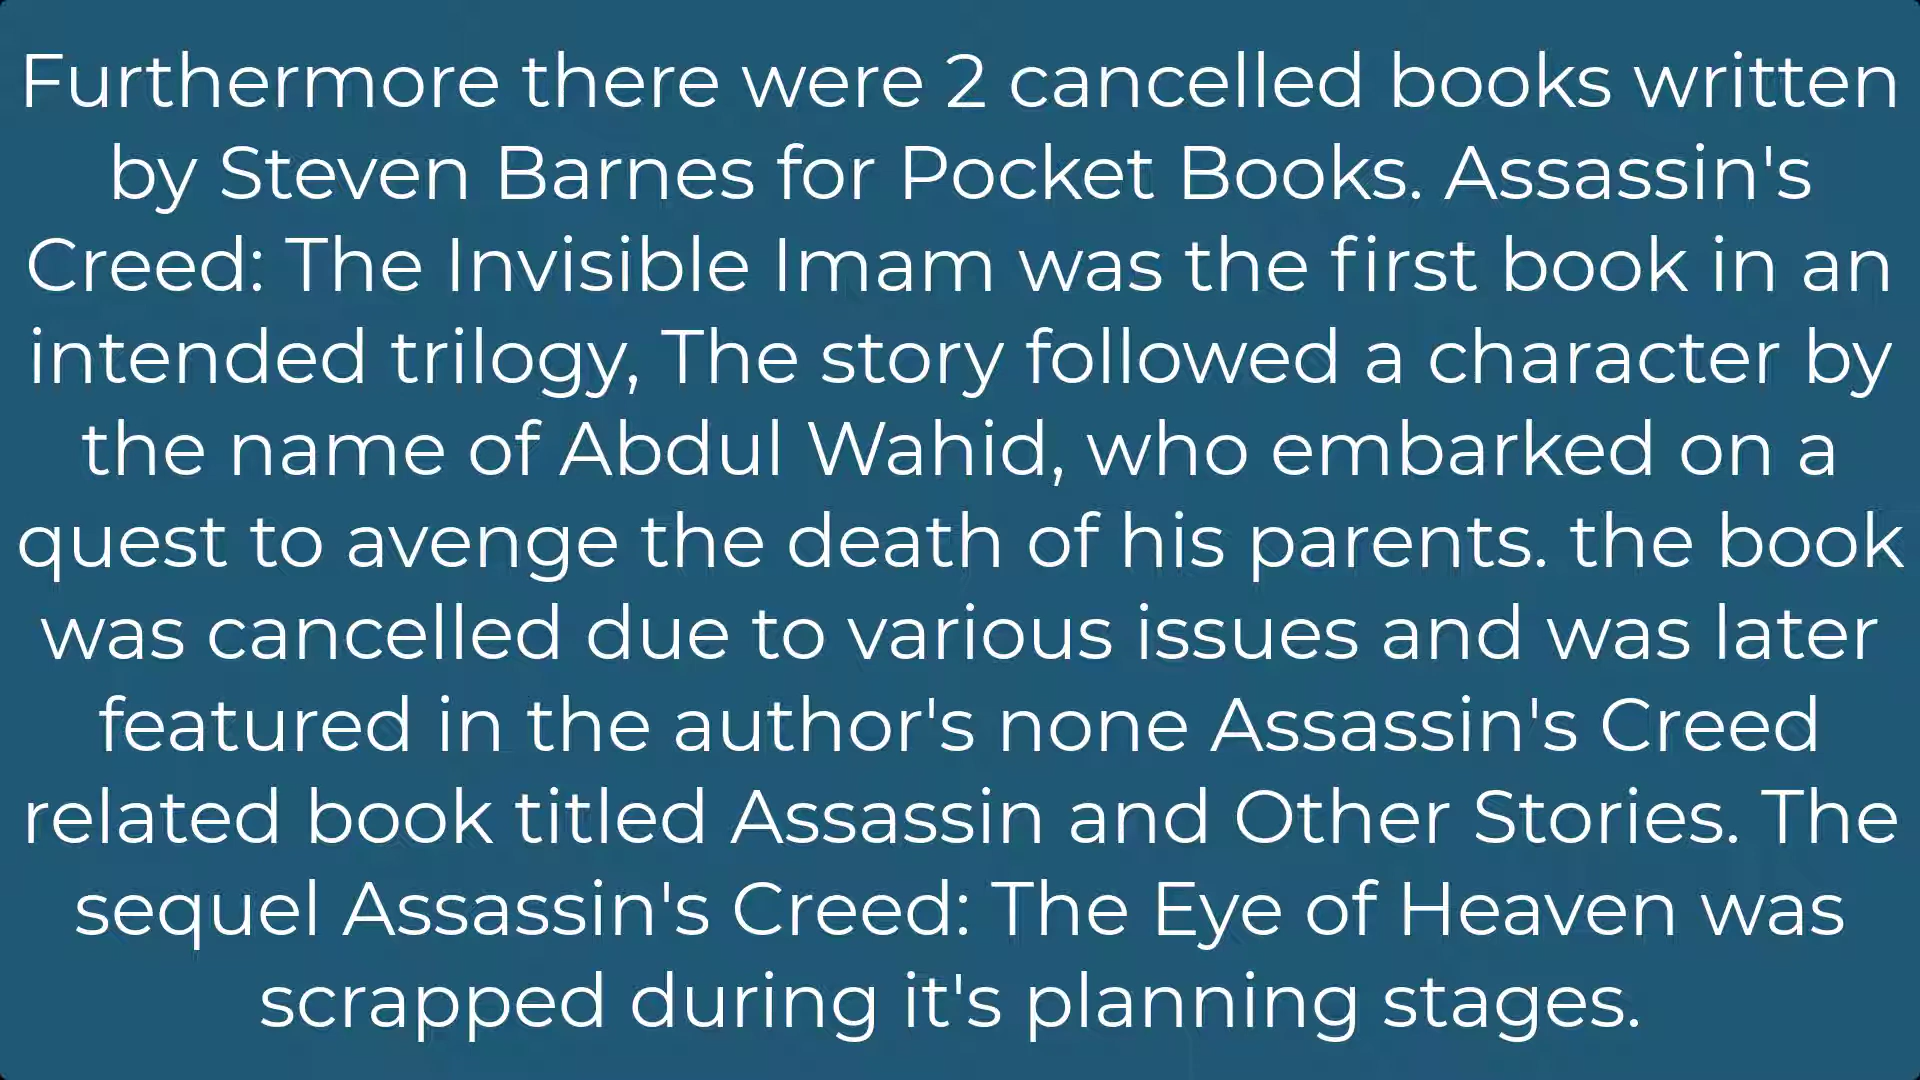 Furthermore there were 2 cancelled books written
by Steven Barnes for Pocket Books. Assassin's
Creed: The Invisible Imam was the first book in an
intended trilogy, The story followed a character by
the name of Abdul Wahid, who embarked on a
quest to avenge the death of his parents. the book
was cancelled due to various issues and was later
featured in the author's none Assassin's Creed
related book titled Assassin and Other Stories. The
sequel Assassin's Creed: The Eye of Heaven was
scrapped during it's planning stages.